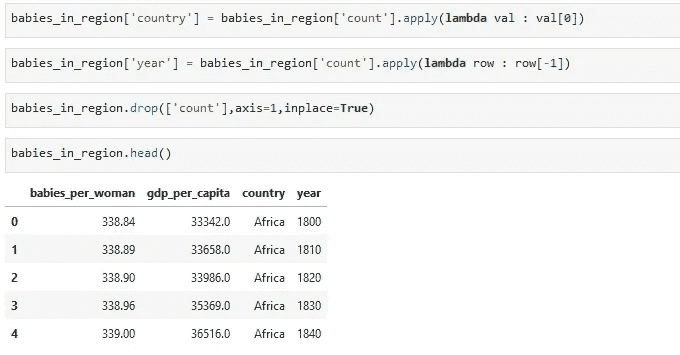 babies_in_region['country'] = babies_in_region['count'].apply(lambda val : val[0])
babies_in_region['year'] = babies_in_region['count'].apply(lambda row : row[-1])
babies_in_region.drop(['count'],axis=1,inplace=True)
babies_in_region.head()
babies_per_woman gdp_per_capita country year
0 338.84 33342.0 Africa 1800
1 338.89 33658.0 Africa 1810
2 338.90 33986.0 Africa 1820
3 338.96 35369.0 Africa 1830
4 339.00 36516.0 Africa 1840